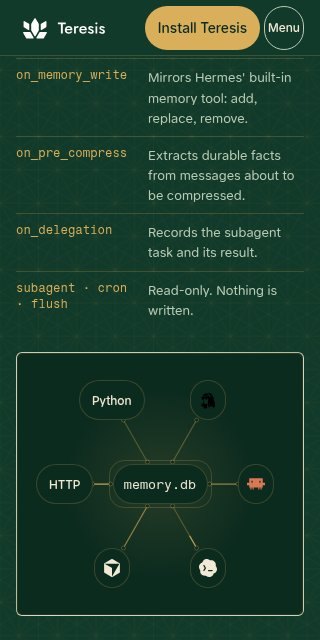 Teresis
Install Teresis
Menu
on_memory_write
Mirrors Hermes' built-in
memory tool: add,
replace, remove.
on_pre_compress
Extracts durable facts
from messages about to
be compressed.
on_delegation
Records the subagent
task and its result.
subagent · cron
· flush
Read-only. Nothing is
written.
Python
HTTP
memory.db